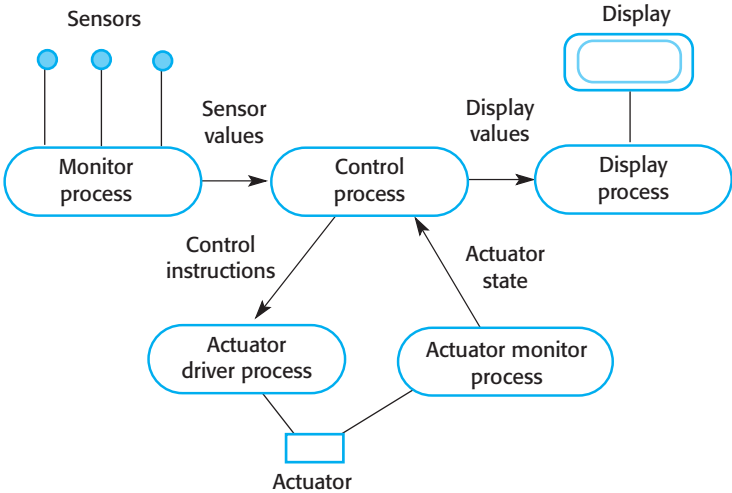 Sensors
Display
Sensor
values
Display
values
Monitor
process
Control
process
Display
process
Control
instructions
Actuator
state
Actuator
driver process
Actuator monitor
process
Actuator